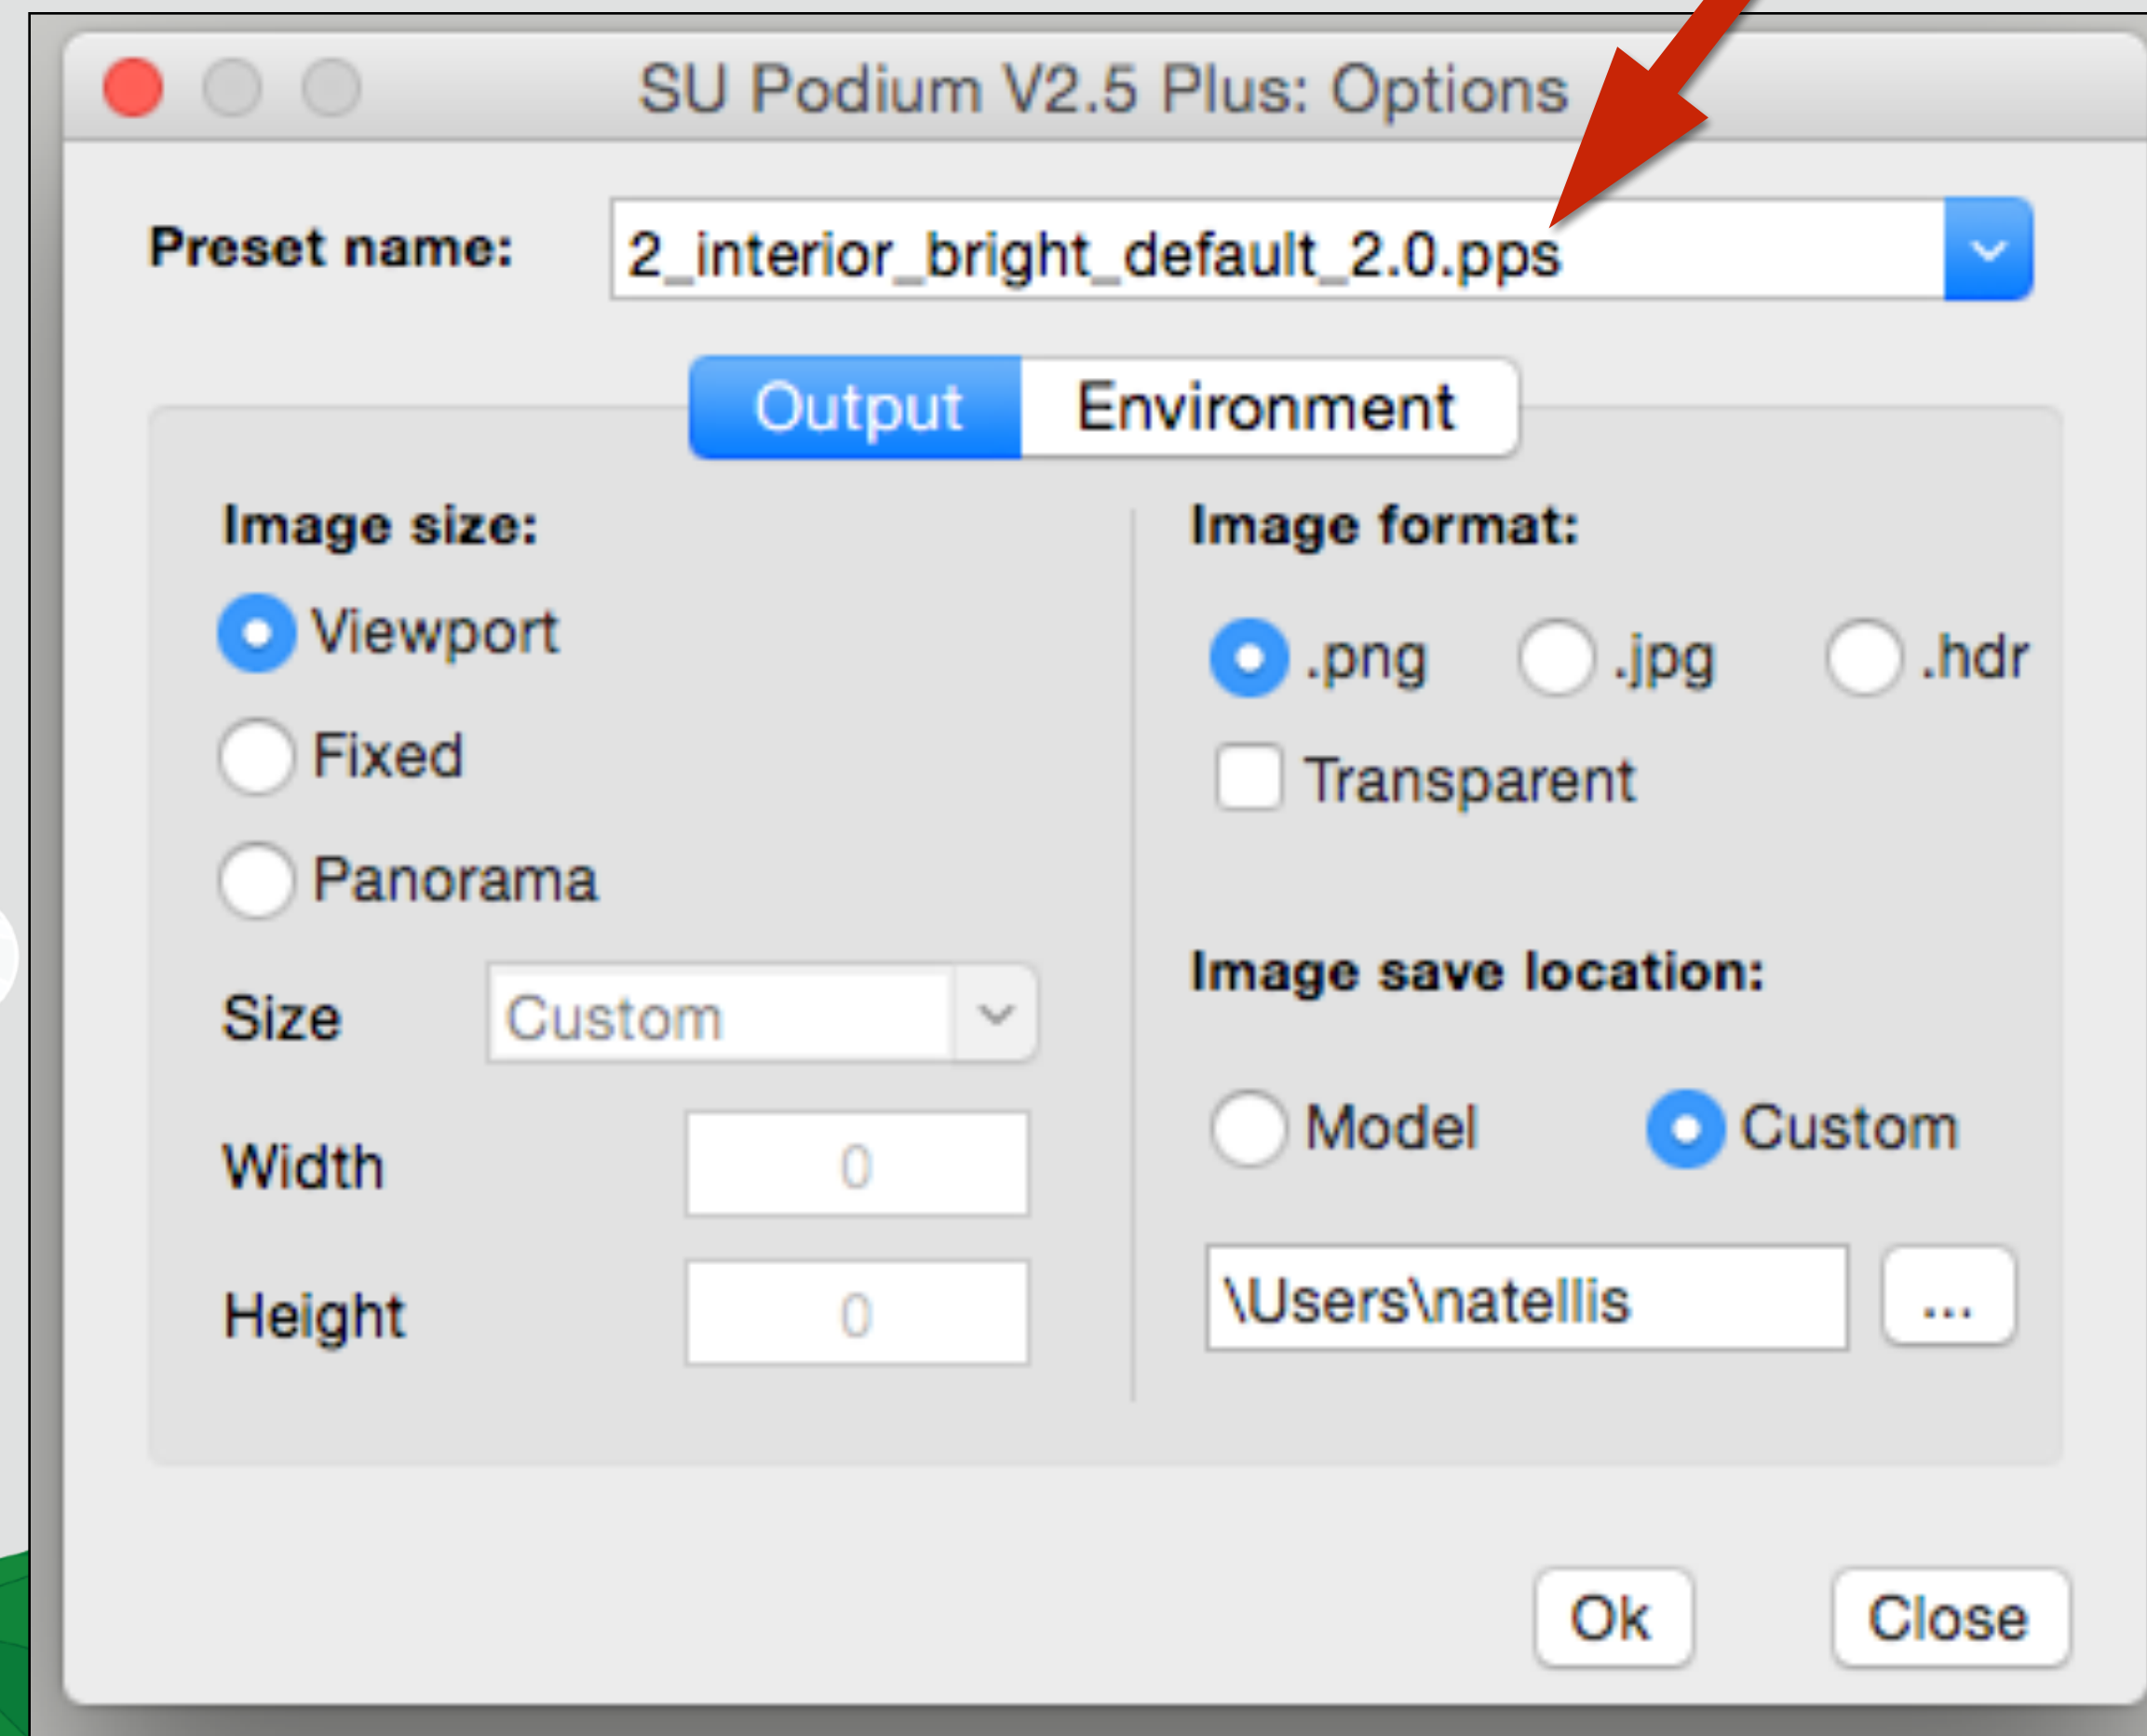 SU Podium V2.5 Plus: Options
Preset name: 2_interior_bright_default_2.0.pps
Output Environment
Image size:
Viewport
Fixed
Panorama
Size Custom
Width 0
Height 0
Image format:
.png .jpg .hdr
Transparent
Image save location:
Model Custom
\Users\natellis ...
Ok Close